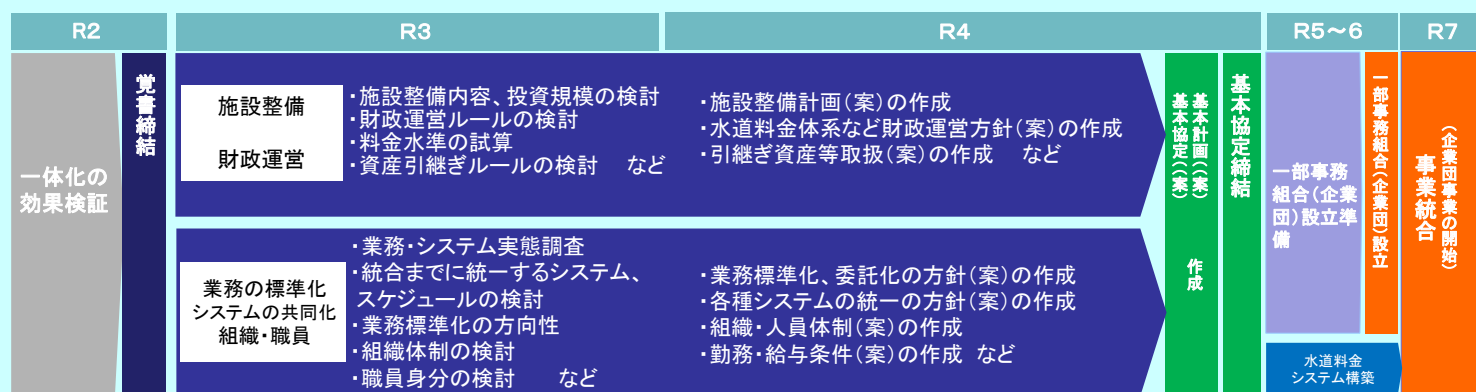 R2
R3
R4
R5～6
R7
一体化の
効果検証
覚書締結
施設整備
財政運営
・施設整備内容、投資規模の検討
・財政運営ルールの検討
・料金水準の試算
・資産引継ぎルールの検討　など
・施設整備計画(案)の作成
・水道料金体系など財政運営方針(案)の作成
・引継ぎ資産等取扱(案)の作成　など
業務の標準化
システムの共同化
組織・職員
・業務・システム実態調査
・統合までに統一するシステム、
スケジュールの検討
・業務標準化の方向性
・組織体制の検討
・職員身分の検討　など
・業務標準化、委託化の方針(案)の作成
・各種システムの統一の方針(案)の作成
・組織・人員体制(案)の作成
・勤務・給与条件(案)の作成 など
基本計画(案)
基本協定(案)
作成
基本協定締結
一部事務
組合(企業
団)設立準
備
一部事務組合(企業団)設立
(企業団事業の開始)
事業統合
水道料金
システム構築